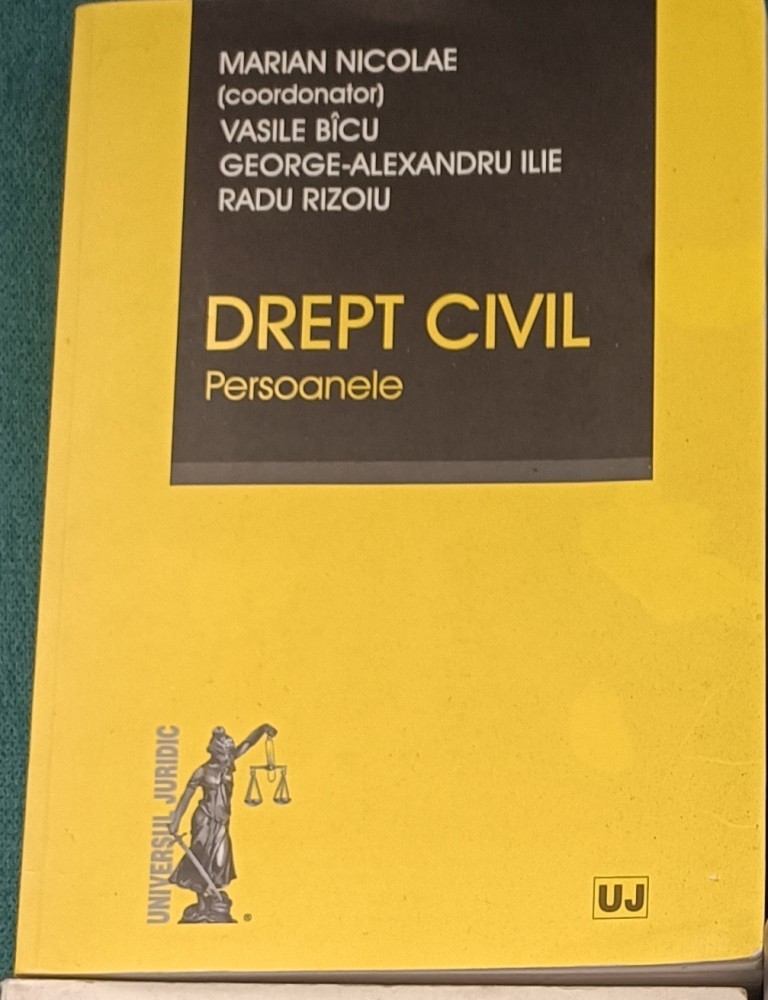 MARIAN NICOLAE
(coordonator)
VASILE BÎCU
GEORGE-ALEXANDRU ILIE
RADU RIZOIU
DREPT CIVIL
Persoanele
UNIVERSUL JURIDIC
®
UJ